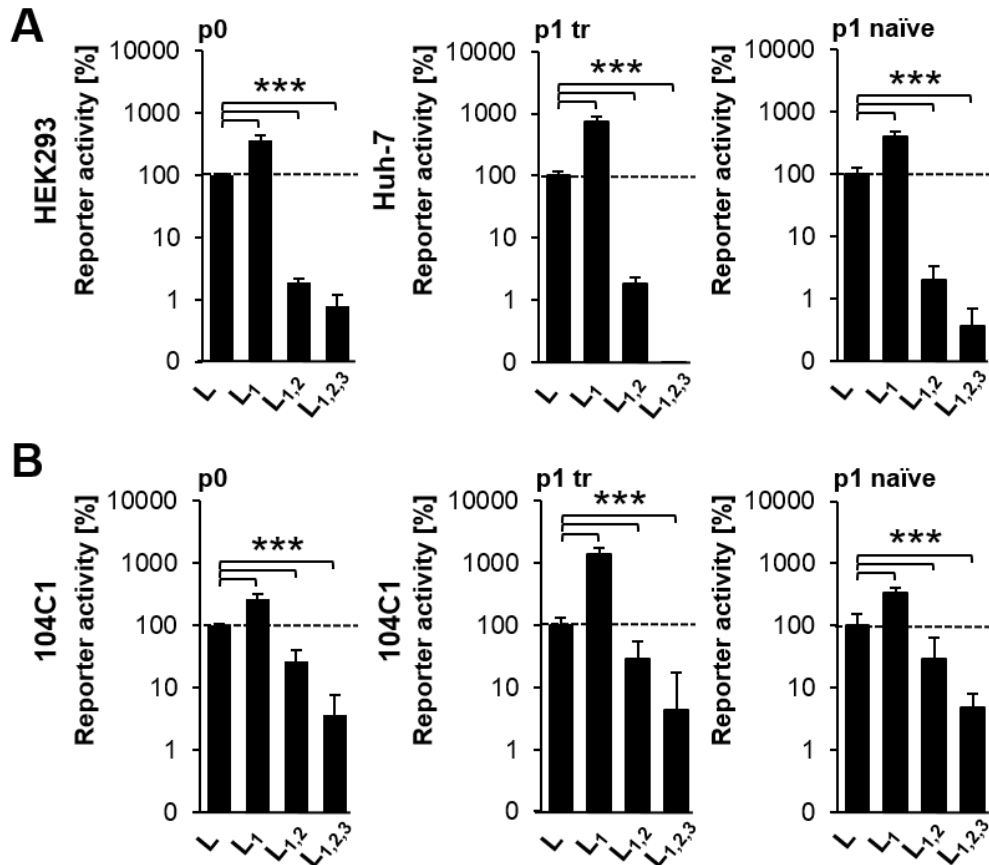 A
p0
HEK293
Reporter activity [%]
10000
1000
100
10
1
0
***
L
L1
L1,2
L1,2,3
p1 tr
Huh-7
Reporter activity [%]
10000
1000
100
10
1
0
***
L
L1
L1,2
L1,2,3
p1 naïve
Reporter activity [%]
10000
1000
100
10
1
0
***
L
L1
L1,2
L1,2,3
B
p0
104C1
Reporter activity [%]
10000
1000
100
10
1
0
***
L
L1
L1,2
L1,2,3
p1 tr
104C1
Reporter activity [%]
10000
1000
100
10
1
0
***
L
L1
L1,2
L1,2,3
p1 naïve
Reporter activity [%]
10000
1000
100
10
1
0
***
L
L1
L1,2
L1,2,3